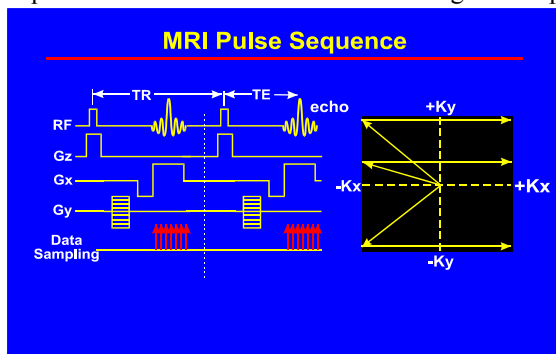 MRI Pulse Sequence
TR
TE
echo
RF
Gz
Gx
Gy
Data
Sampling
+Ky
-Kx
+Kx
-Ky